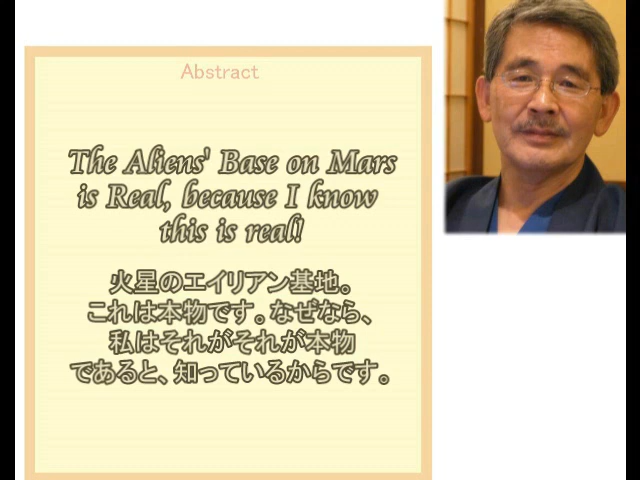 Abstract
The Aliens' Base on Mars
is Real, because I know
this is real!
火星のエイリアン基地。
これは本物です。なぜなら、
私はそれがそれが本物
であると、知っているからです。